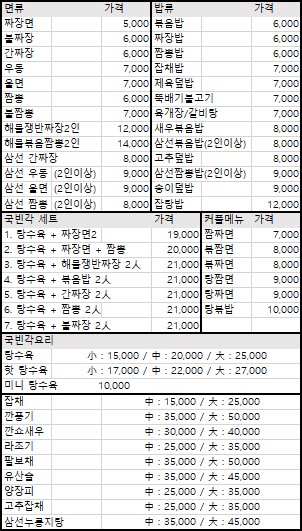 면류 가격 밥류 가격
짜장면 5,000 볶음밥 6,000
불짜장 6,000 짜장밥 6,000
간짜장 6,000 짬뽕밥 6,000
우동 7,000 잡채밥 7,000
울면 7,000 제육덮밥 7,000
짬뽕 6,000 뚝배기불고기 7,000
불짬뽕 7,000 육개장/갈비탕 7,000
해물쟁반짜장2인 12,000 새우볶음밥 8,000
해물볶음짬뽕2인 14,000 삼선볶음밥(2인이상) 8,000
삼선 간짜장 8,000 고추덮밥 8,000
삼선 우동 (2인이상) 9,000 삼선짬뽕밥(2인이상) 9,000
삼선 울면 (2인이상) 9,000 송이덮밥 9,000
삼선 짬뽕 (2인이상) 8,000 잡탕밥 12,000
국빈각 세트 가격 커플메뉴 가격
1. 탕수육 + 짜장면2 19,000 짬짜면 7,000
2. 탕수육 + 짜장면 + 짬뽕 20,000 볶짬면 8,000
3. 탕수육 + 해물쟁반짜장 2人 21,000 볶짜면 8,000
4. 탕수육 + 볶음밥 2人 21,000 탕짬면 9,000
5. 탕수육 + 간짜장 2人 21,000 탕짜면 9,000
6. 탕수육 + 짬뽕 2人 21,000 탕볶밥 10,000
7. 탕수육 + 불짜장 2人 21,000
국빈각요리
탕수육 小 : 15,000 / 中 : 20,000 / 大 : 25,000
핫 탕수육 小 : 17,000 / 中 : 22,000 / 大 : 27,000
미니 탕수육 10,000
잡채 中 : 15,000 / 大 : 25,000
깐풍기 中 : 35,000 / 大 : 50,000
깐쇼새우 中 : 30,000 / 大 : 40,000
라조기 中 : 25,000 / 大 : 35,000
팔보채 中 : 35,000 / 大 : 50,000
유산슬 中 : 35,000 / 大 : 45,000
양장피 中 : 25,000 / 大 : 35,000
고추잡채 中 : 25,000 / 大 : 35,000
삼선누룽지탕 中 : 35,000 / 大 : 45,000